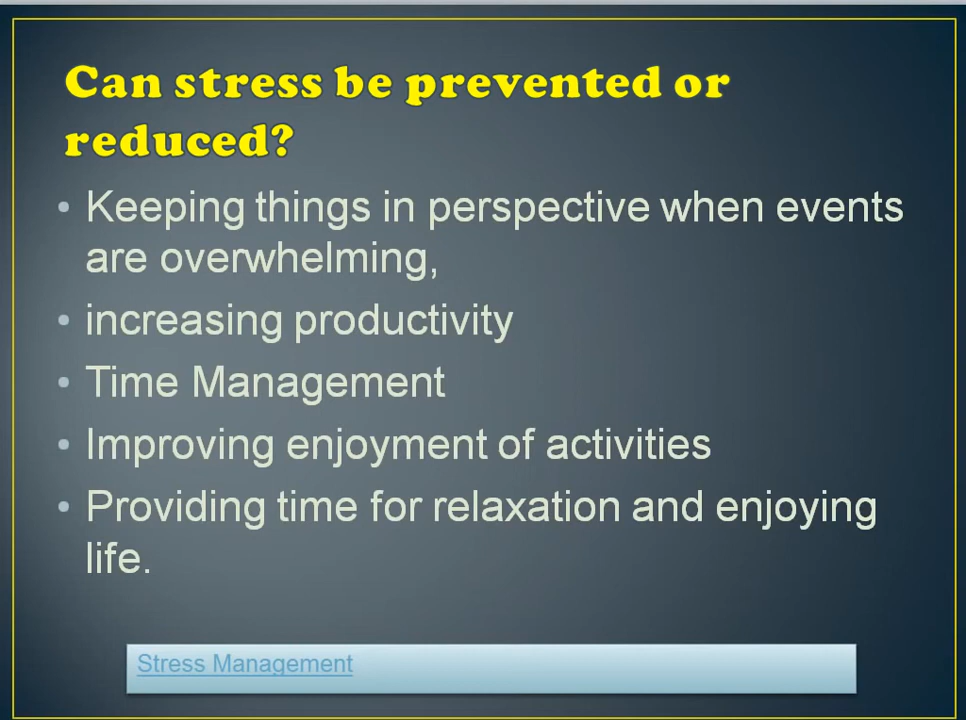 Can stress be prevented or
reduced?
• Keeping things in perspective when events
are overwhelming,
• increasing productivity
• Time Management
• Improving enjoyment of activities
• Providing time for relaxation and enjoying
life.
Stress Management